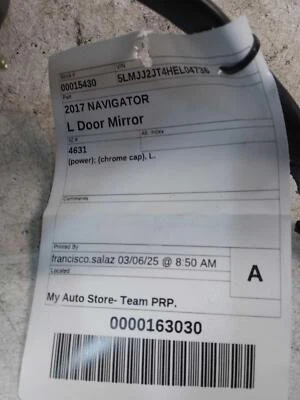 Stock #
VIN
00015430
5LMJJ2JT4HEL04736
Part
2017 NAVIGATOR
L Door Mirror
IC #
Alt. Index
4631
(power); (chrome cap), L.
Comments
Printed By
francisco.salaz 03/06/25 @ 8:50 AM
Located
A
My Auto Store- Team PRP.
0000163030